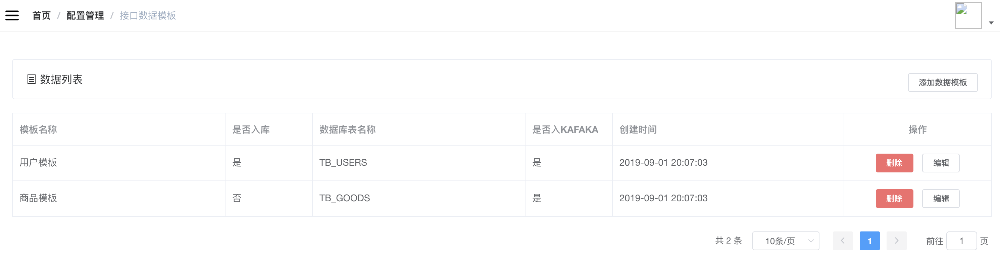 首页 / 配置管理 / 接口数据模板
数据列表
添加数据模板
模板名称 是否入库 数据库表名称 是否入KAFAKA 创建时间 操作
用户模板 是 TB_USERS 是 2019-09-01 20:07:03 删除 编辑
商品模板 否 TB_GOODS 是 2019-09-01 20:07:03 删除 编辑
共 2 条 10条/页 1 前往 1 页